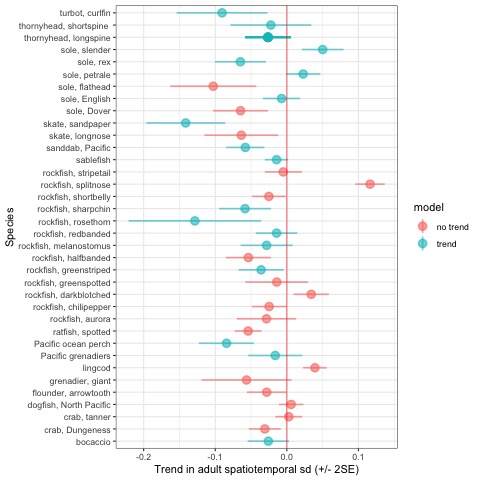 turbot, curlfin
thornyhead, shortspine
thornyhead, longspine
sole, slender
sole, rex
sole, petrale
sole, flathead
sole, English
sole, Dover
skate, sandpaper
skate, longnose
sanddab, Pacific
sablefish
rockfish, stripetail
rockfish, splitnose
rockfish, shortbelly
rockfish, sharpchin
rockfish, rosethorn
rockfish, redbanded
rockfish, melanostomus
rockfish, halfbanded
rockfish, greenstriped
rockfish, greenspotted
rockfish, darkblotched
rockfish, chilipepper
rockfish, aurora
ratfish, spotted
Pacific ocean perch
Pacific grenadiers
lingcod
grenadier, giant
flounder, arrowtooth
dogfish, North Pacific
crab, tanner
crab, Dungeness
bocaccio
Species
-0.2 -0.1 0.0 0.1
Trend in adult spatiotemporal sd (+/- 2SE)
model
no trend
trend